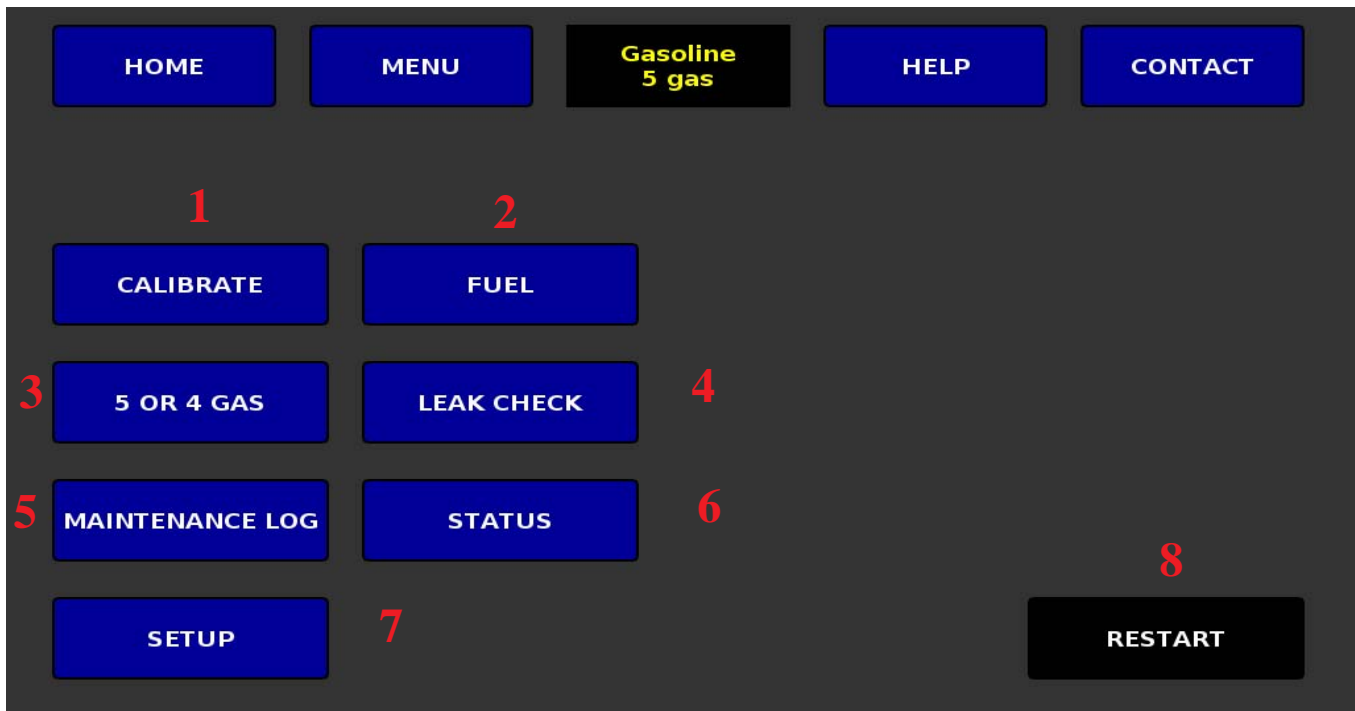 HOME
MENU
Gasoline
5 gas
HELP
CONTACT
1
2
CALIBRATE
FUEL
3
5 OR 4 GAS
LEAK CHECK
4
5
MAINTENANCE LOG
STATUS
6
8
SETUP
7
RESTART